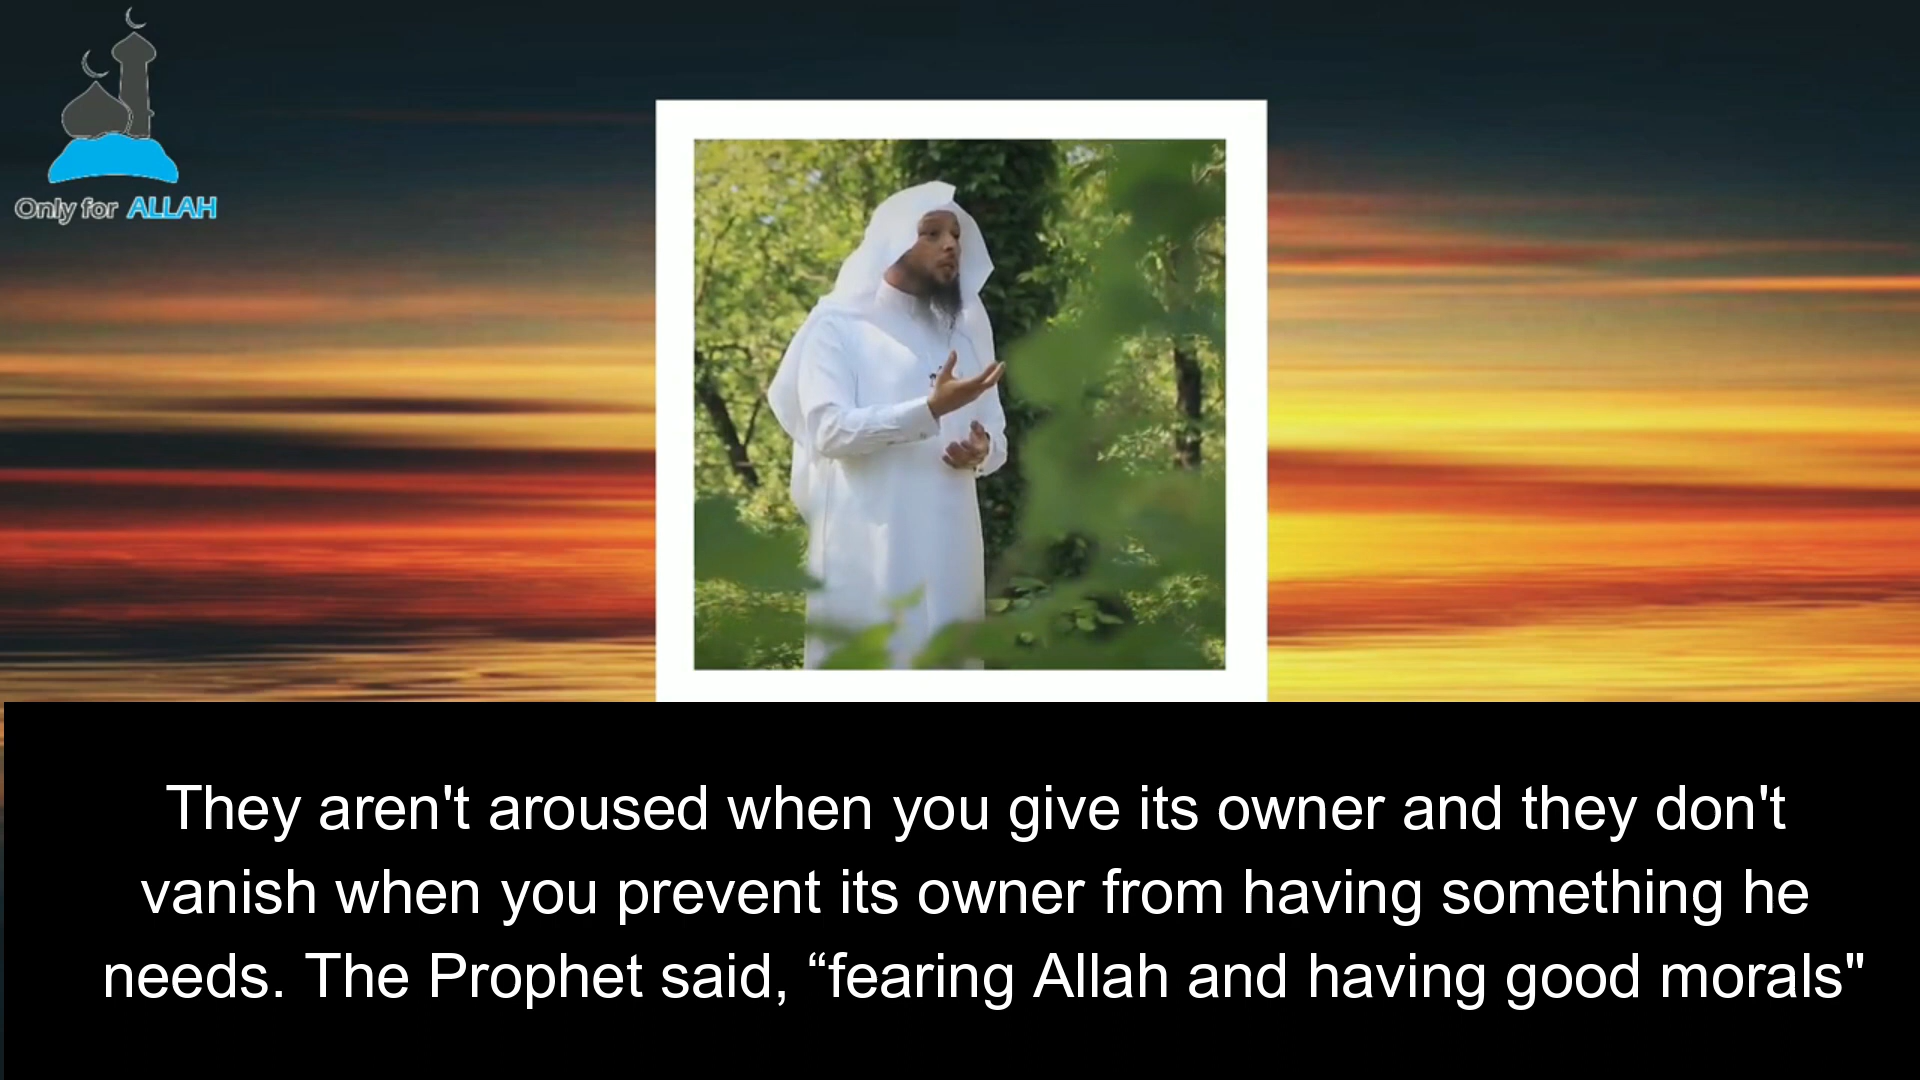 Only for ALLAH
They aren't aroused when you give its owner and they don't
vanish when you prevent its owner from having something he
needs. The Prophet said, “fearing Allah and having good morals"